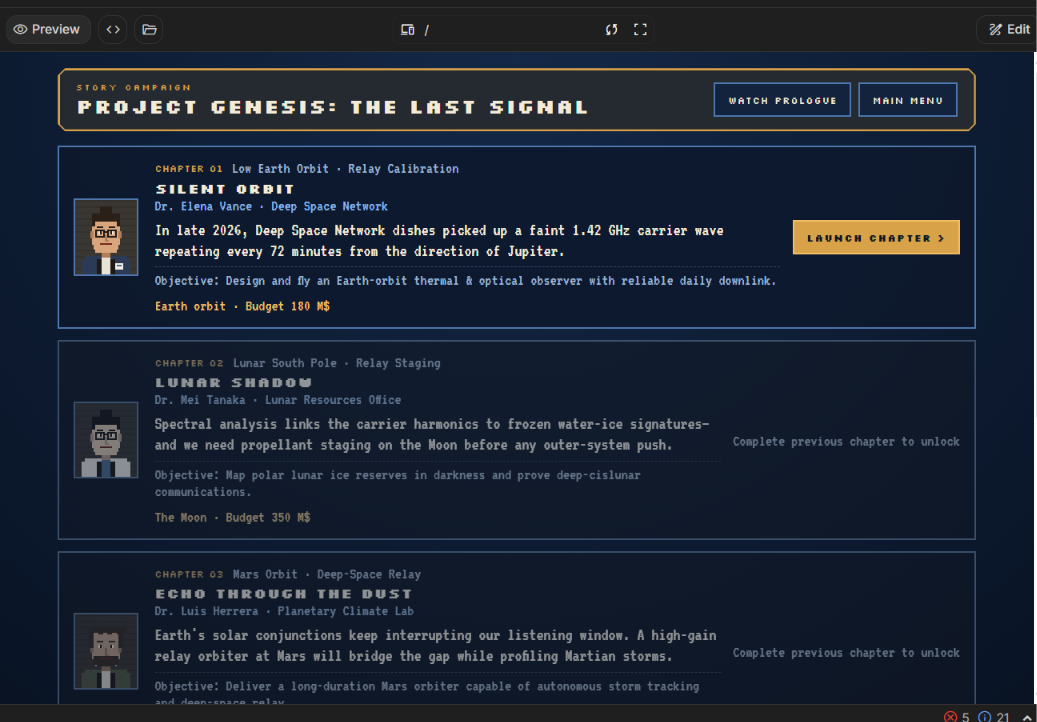 Preview
/
Edit
STORY CAMPAIGN
PROJECT GENESIS: THE LAST SIGNAL
WATCH PROLOGUE
MAIN MENU
CHAPTER 01 Low Earth Orbit · Relay Calibration
SILENT ORBIT
Dr. Elena Vance · Deep Space Network
In late 2026, Deep Space Network dishes picked up a faint 1.42 GHz carrier wave
repeating every 72 minutes from the direction of Jupiter.
LAUNCH CHAPTER >
Objective: Design and fly an Earth-orbit thermal & optical observer with reliable daily downlink.
Earth orbit · Budget 180 M$
CHAPTER 02 Lunar South Pole · Relay Staging
LUNAR SHADOW
Dr. Mei Tanaka · Lunar Resources Office
Spectral analysis links the carrier harmonics to frozen water-ice signatures—
and we need propellant staging on the Moon before any outer-system push.
Complete previous chapter to unlock
Objective: Map polar lunar ice reserves in darkness and prove deep-cislunar
communications.
The Moon · Budget 350 M$
CHAPTER 03 Mars Orbit · Deep-Space Relay
ECHO THROUGH THE DUST
Dr. Luis Herrera · Planetary Climate Lab
Earth's solar conjunctions keep interrupting our listening window. A high-gain
relay orbiter at Mars will bridge the gap while profiling Martian storms.
Complete previous chapter to unlock
Objective: Deliver a long-duration Mars orbiter capable of autonomous storm tracking
and deep-space relay.
5 21